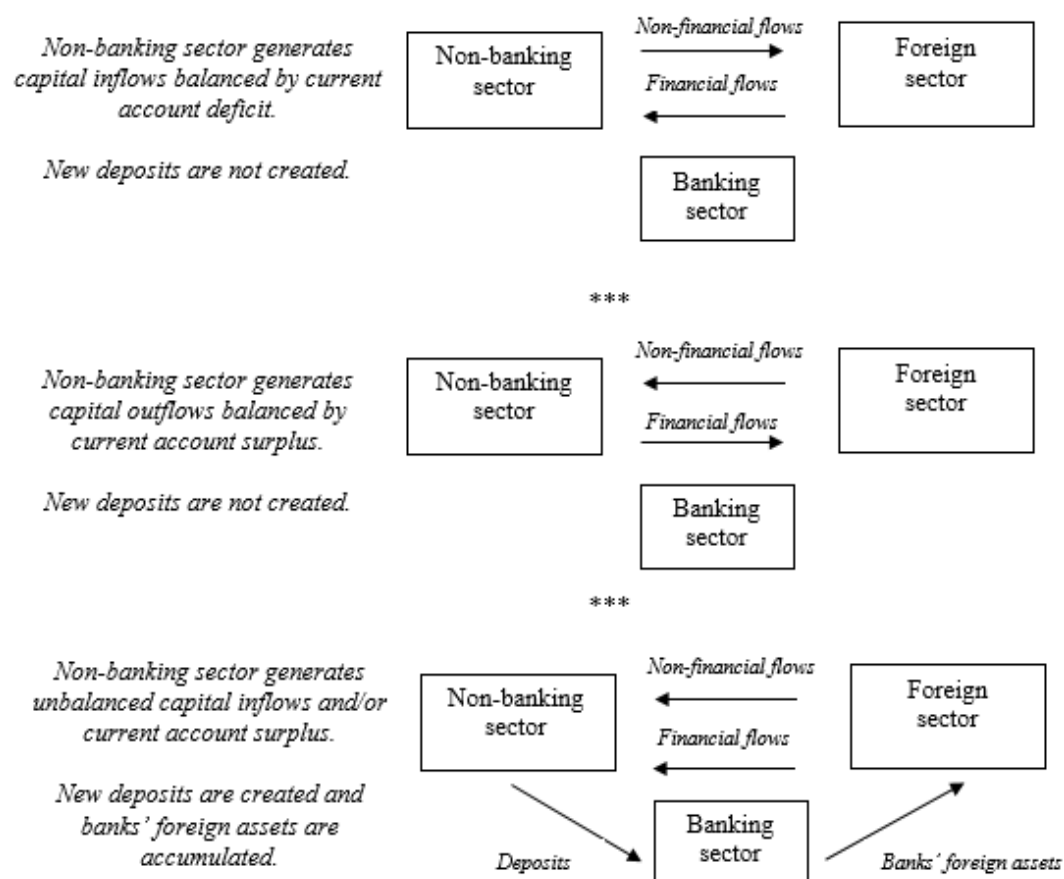 Non-banking sector generates
capital inflows balanced by current
account deficit.
New deposits are not created.
Non-banking
sector
Non-financial flows
Financial flows
Foreign
sector
Banking
sector
***
Non-banking sector generates
capital outflows balanced by
current account surplus.
New deposits are not created.
Non-banking
sector
Non-financial flows
Financial flows
Foreign
sector
Banking
sector
***
Non-banking sector generates
unbalanced capital inflows and/or
current account surplus.
New deposits are created and
banks’ foreign assets are
accumulated.
Non-banking
sector
Non-financial flows
Financial flows
Foreign
sector
Deposits
Banking
sector
Banks’ foreign assets